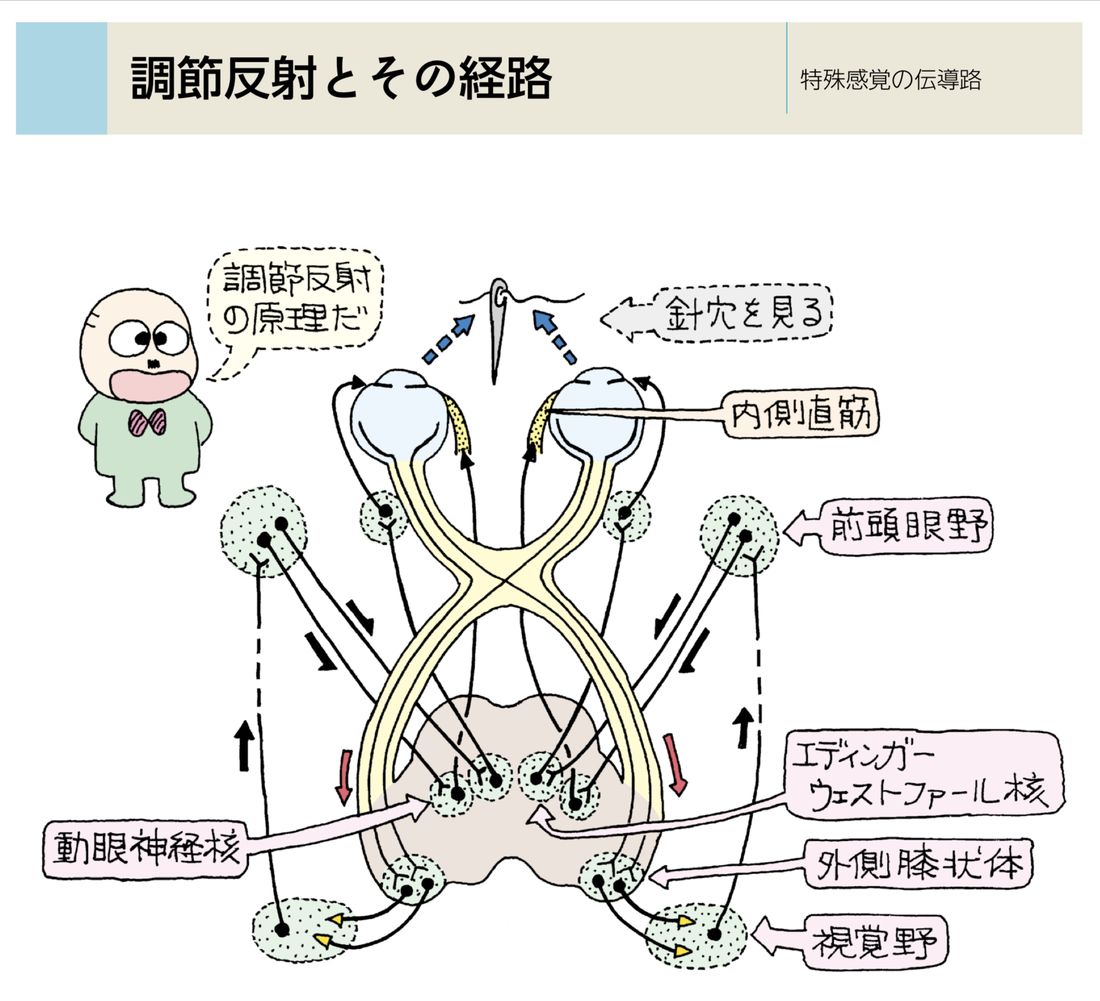 調節反射とその経路
特殊感覚の伝導路
調節反射
の原理だ
針穴を見る
内側直筋
前頭眼野
エディンガー
ウェストファール核
動眼神経核
外側膝状体
視覚野